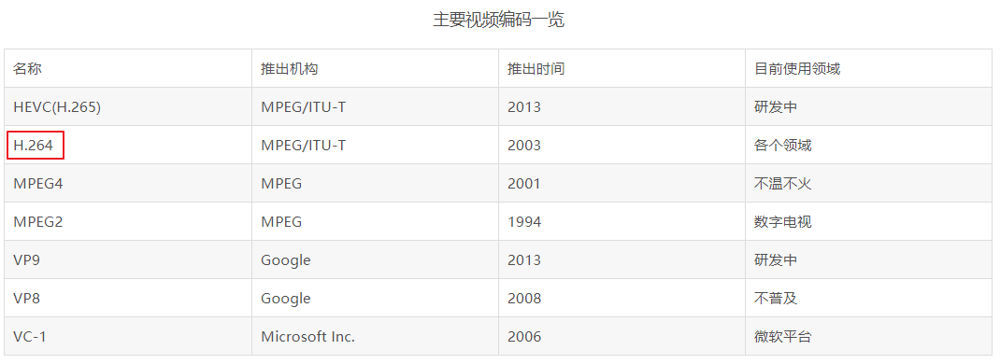 主要视频编码一览
名称 推出机构 推出时间 目前使用领域
HEVC(H.265) MPEG/ITU-T 2013 研发中
H.264 MPEG/ITU-T 2003 各个领域
MPEG4 MPEG 2001 不温不火
MPEG2 MPEG 1994 数字电视
VP9 Google 2013 研发中
VP8 Google 2008 不普及
VC-1 Microsoft Inc. 2006 微软平台